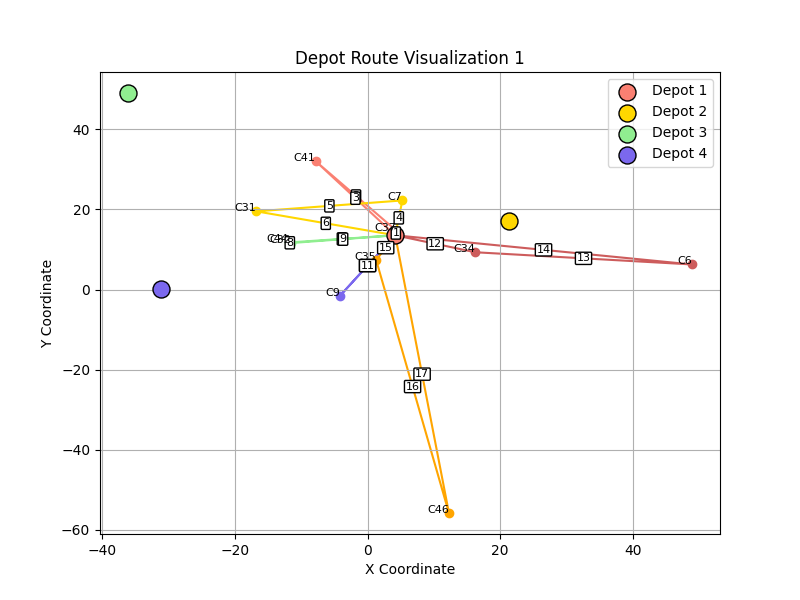 Depot Route Visualization 1
Depot 1
Depot 2
Depot 3
Depot 4
Y Coordinate
40
20
0
−20
−40
−60
C41
3
C31
5
C7
6
4
1
8
9
15
12
C34
14
13
C6
C35
11
C9
17
16
C46
−40
−20
0
20
40
X Coordinate